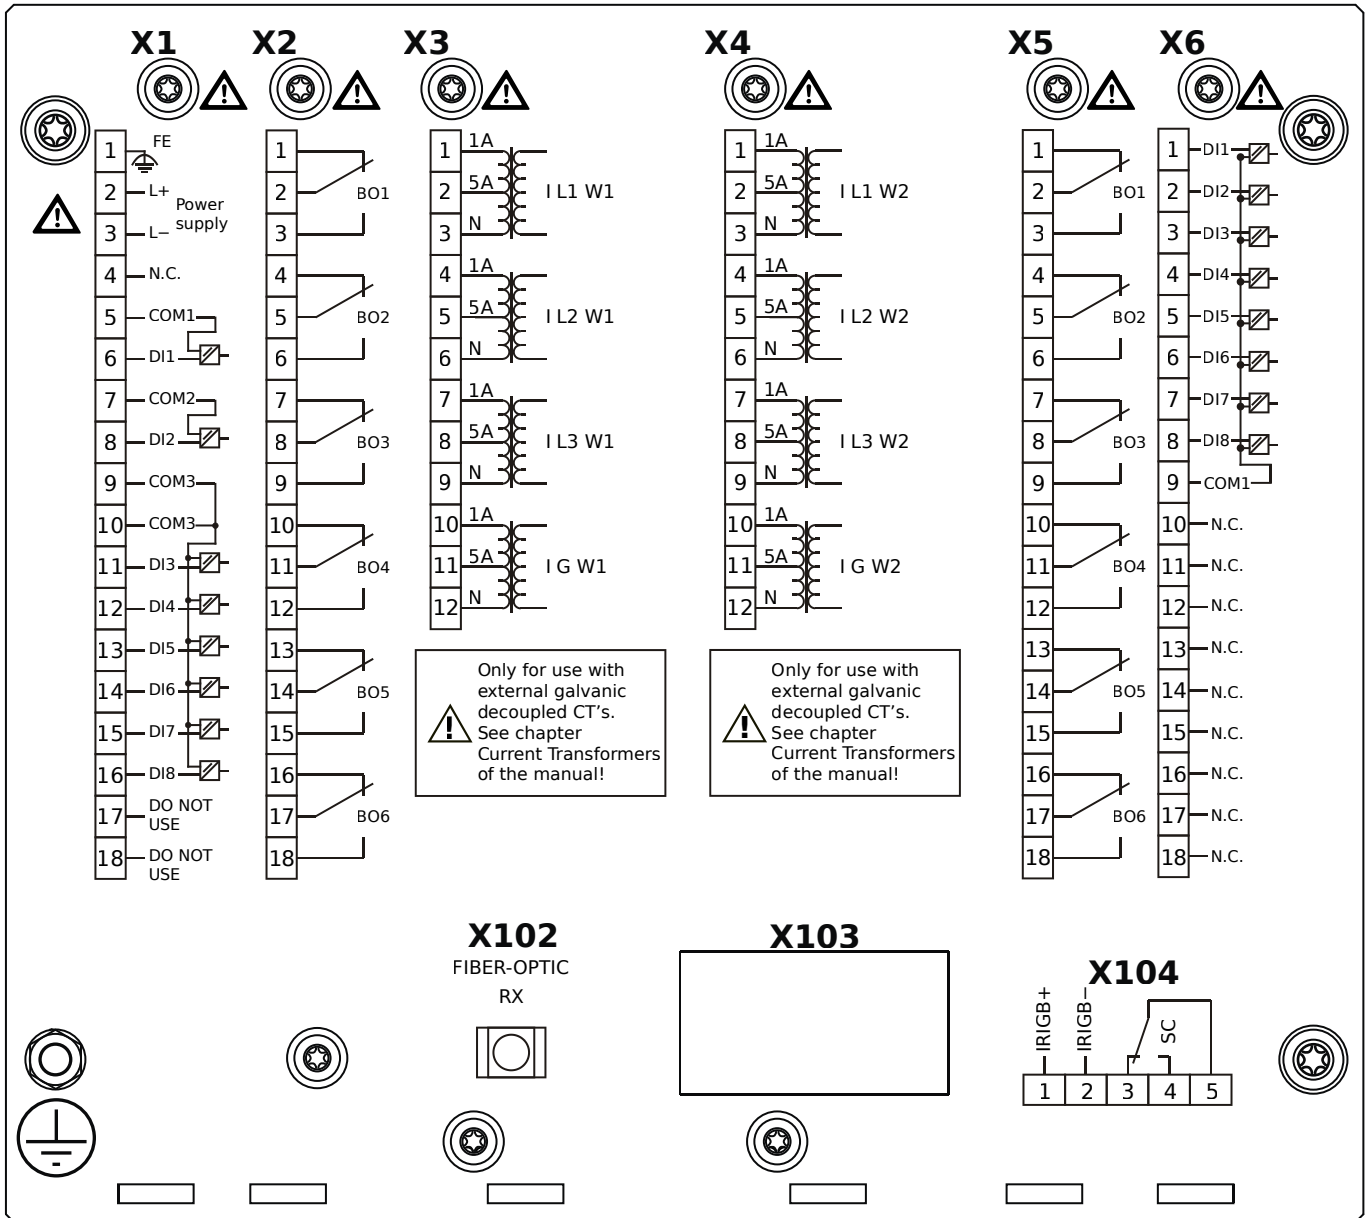 X1
X2
X3
X4
X5
X6
1 FE
2 L+
Power
supply
3 L−
4 N.C.
5 COM1
6 DI1
7 COM2
8 DI2
9 COM3
10 COM3
11 DI3
12 DI4
13 DI5
14 DI6
15 DI7
16 DI8
17 DO NOT
USE
18 DO NOT
USE
1
2 BO1
3
4
5 BO2
6
7
8 BO3
9
10
11 BO4
12
13
14 BO5
15
16
17 BO6
18
1 1A
2 5A I L1 W1
3 N
4 1A
5 5A I L2 W1
6 N
7 1A
8 5A I L3 W1
9 N
10 1A
11 5A I G W1
12 N
Only for use with
external galvanic
decoupled CT's.
See chapter
Current Transformers
of the manual!
1 1A
2 5A I L1 W2
3 N
4 1A
5 5A I L2 W2
6 N
7 1A
8 5A I L3 W2
9 N
10 1A
11 5A I G W2
12 N
Only for use with
external galvanic
decoupled CT's.
See chapter
Current Transformers
of the manual!
1
2 BO1
3
4
5 BO2
6
7
8 BO3
9
10
11 BO4
12
13
14 BO5
15
16
17 BO6
18
1 DI1
2 DI2
3 DI3
4 DI4
5 DI5
6 DI6
7 DI7
8 DI8
9 COM1
10 N.C.
11 N.C.
12 N.C.
13 N.C.
14 N.C.
15 N.C.
16 N.C.
17 N.C.
18 N.C.
X102
FIBER-OPTIC
RX
X103
X104
IRIGB+
IRIGB−
SC
1 2 3 4 5